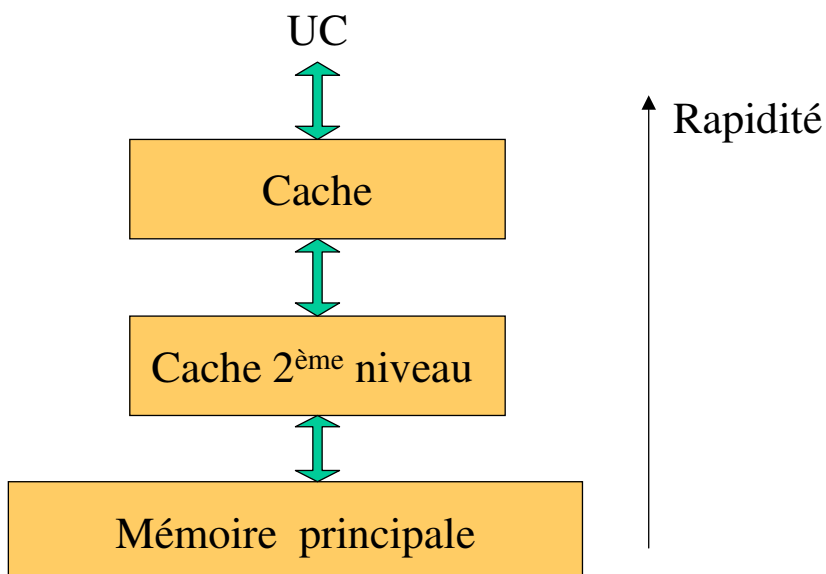 UC
Rapidité
Cache
Cache 2ème niveau
Mémoire principale